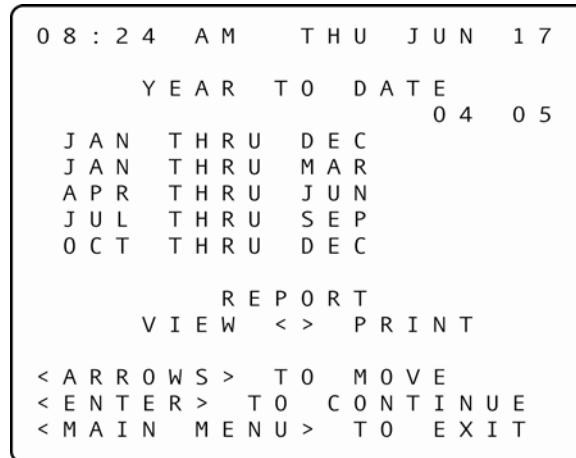 08:24 AM THU JUN 17
YEAR TO DATE
04 05
JAN THRU DEC
JAN THRU MAR
APR THRU JUN
JUL THRU SEP
OCT THRU DEC
REPORT
VIEW <> PRINT
<ARROWS> TO MOVE
<ENTER> TO CONTINUE
<MAIN MENU> TO EXIT